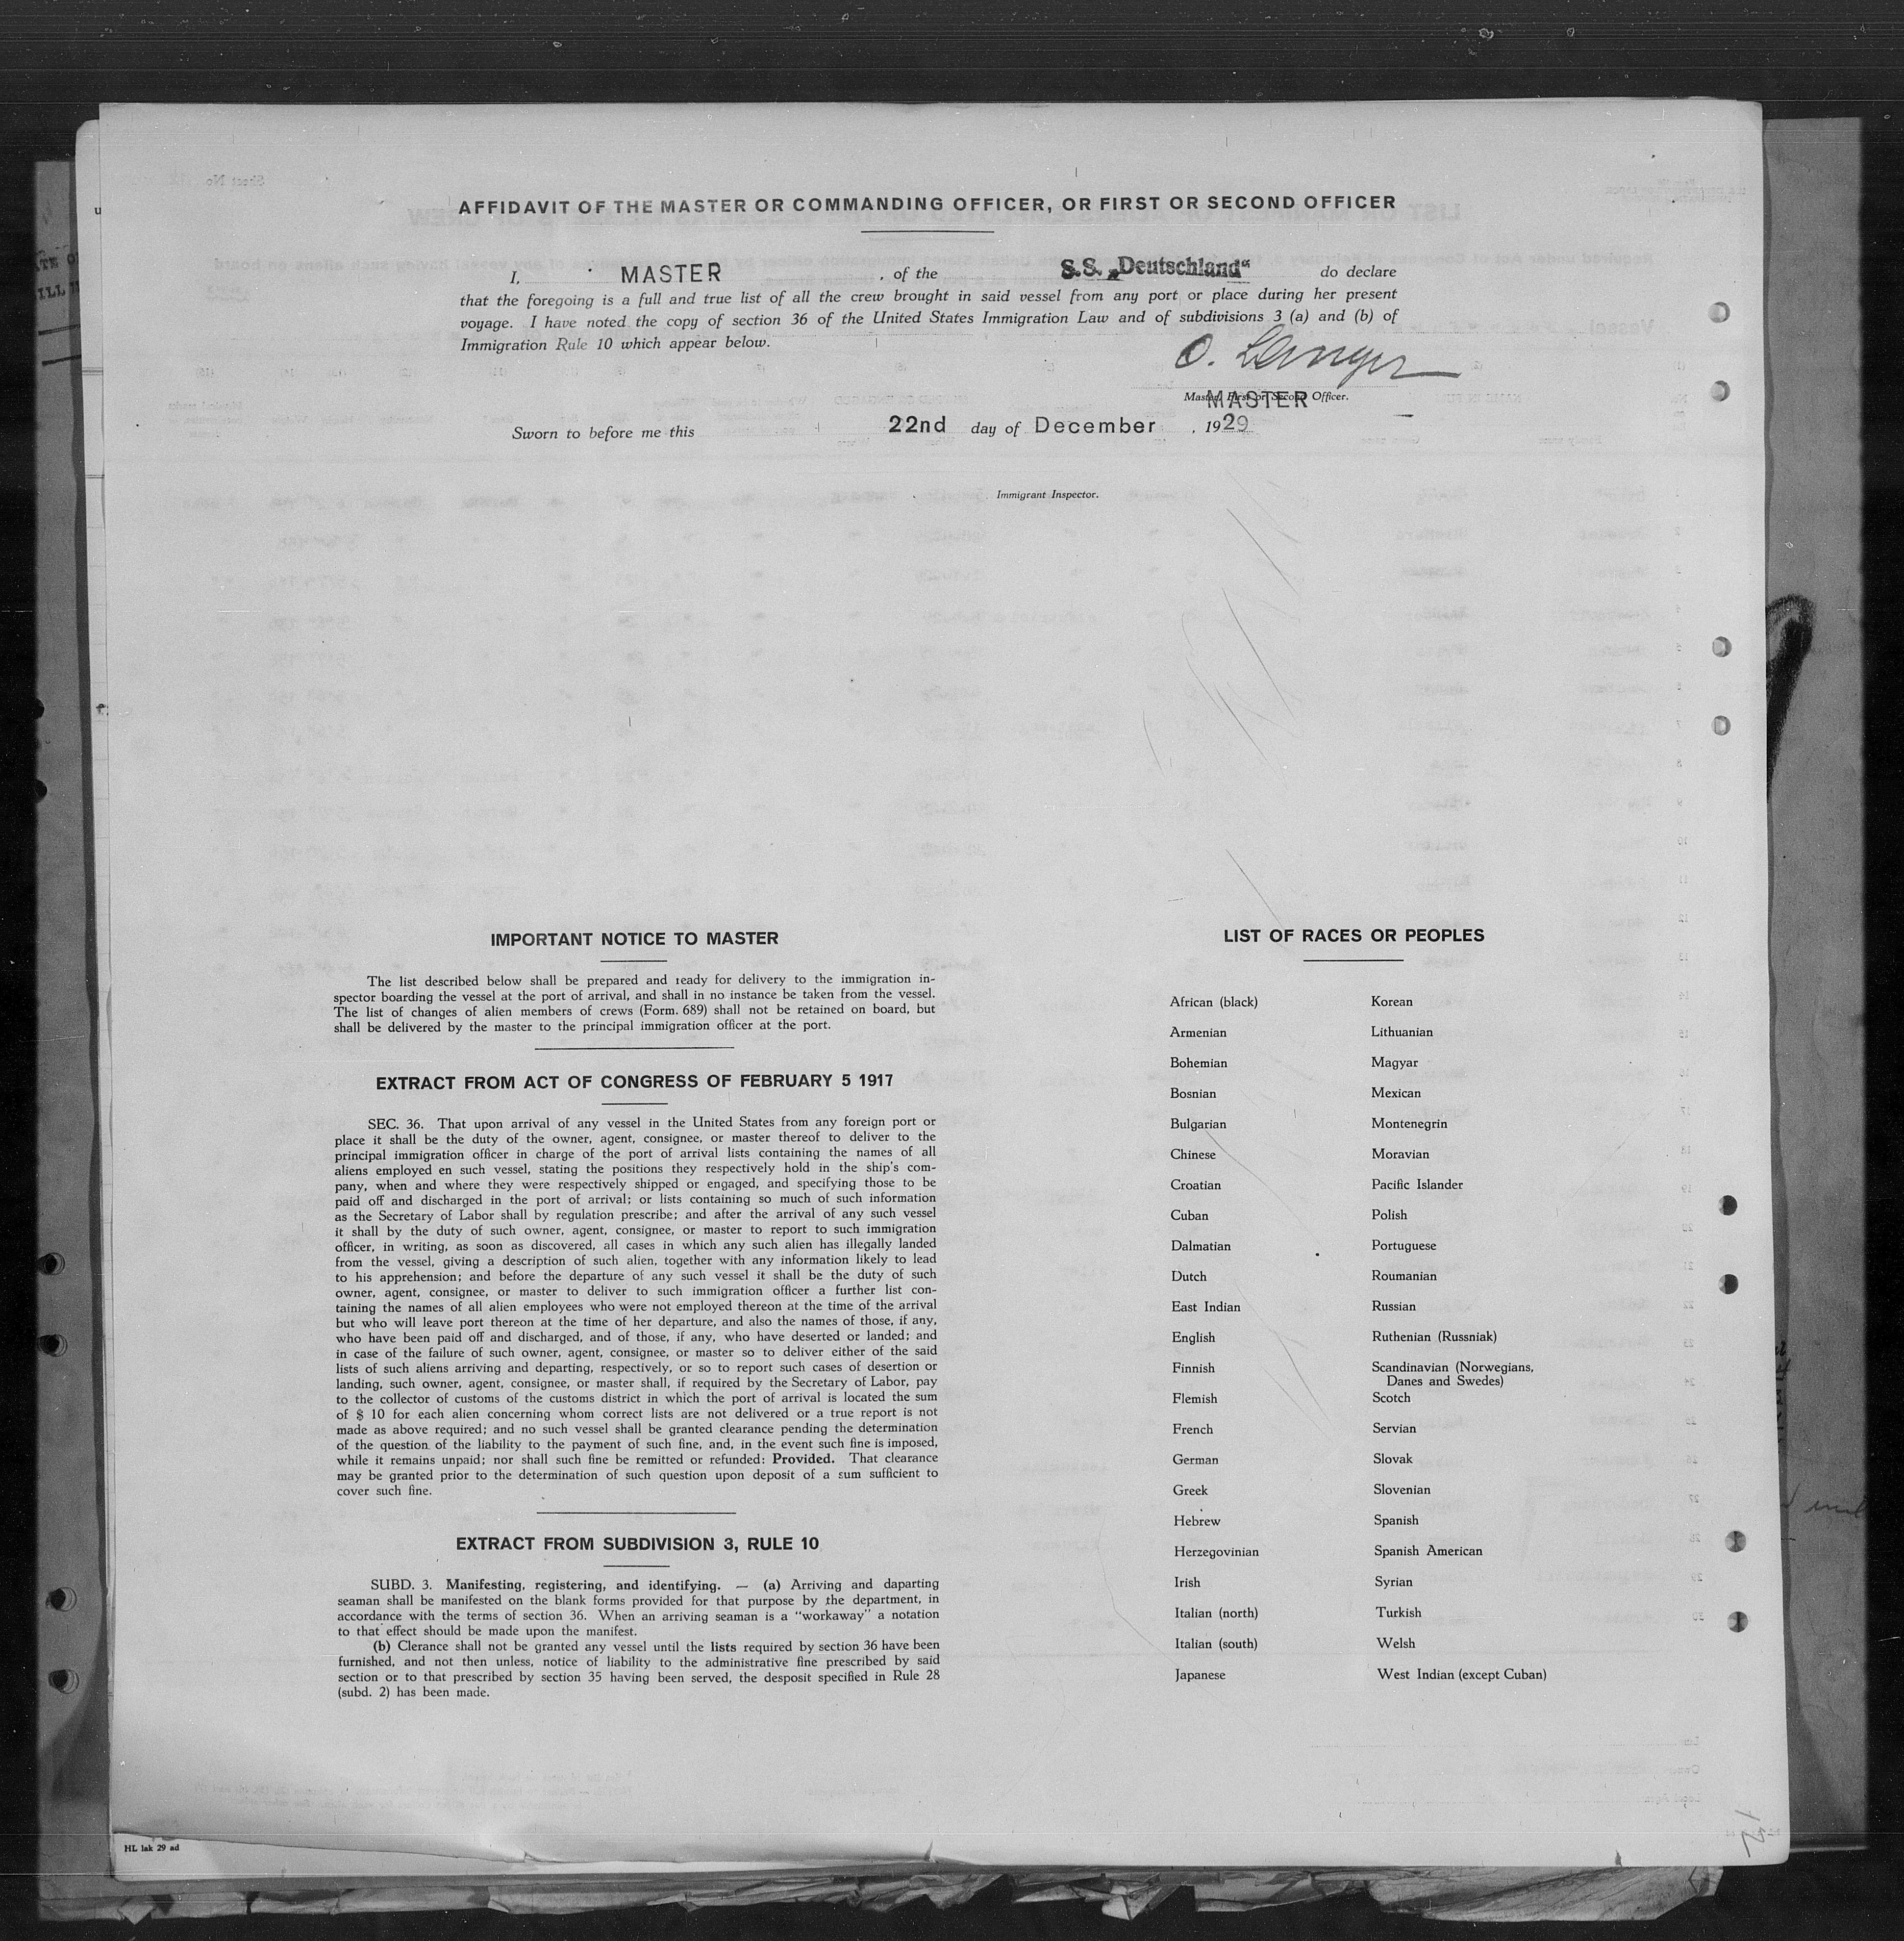 AFFIDAVIT OF THE MASTER OR COMMANDING OFFICER, OR FIRST OR SECOND OFFICER
I, MASTER , of the S.S. „Deutschland“ do declare
that the foregoing is a full and true list of all the crew brought in said vessel from any port or place during her present
voyage. I have noted the copy of section 36 of the United States Immigration Law and of subdivisions 3 (a) and (b) of
Immigration Rule 10 which appear below.
O.
Master, First or Second Officer.
MASTER
Sworn to before me this 22nd day of December , 1929
Immigrant Inspector.
IMPORTANT NOTICE TO MASTER
The list described below shall be prepared and ready for delivery to the immigration in-
spector boarding the vessel at the port of arrival, and shall in no instance be taken from the vessel.
The list of changes of alien members of crews (Form. 689) shall not be retained on board, but
shall be delivered by the master to the principal immigration officer at the port.
EXTRACT FROM ACT OF CONGRESS OF FEBRUARY 5 1917
SEC. 36. That upon arrival of any vessel in the United States from any foreign port or
place it shall be the duty of the owner, agent, consignee, or master thereof to deliver to the
principal immigration officer in charge of the port of arrival lists containing the names of all
aliens employed en such vessel, stating the positions they respectively hold in the ship's com-
pany, when and where they were respectively shipped or engaged, and specifying those to be
paid off and discharged in the port of arrival; or lists containing so much of such information
as the Secretary of Labor shall by regulation prescribe; and after the arrival of any such vessel
it shall by the duty of such owner, agent, consignee, or master to report to such immigration
officer, in writing, as soon as discovered, all cases in which any such alien has illegally landed
from the vessel, giving a description of such alien, together with any information likely to lead
to his apprehension; and before the departure of any such vessel it shall be the duty of such
owner, agent, consignee, or master to deliver to such immigration officer a further list con-
taining the names of all alien employees who were not employed thereon at the time of the arrival
but who will leave port thereon at the time of her departure, and also the names of those, if any,
who have been paid off and discharged, and of those, if any, who have deserted or landed; and
in case of the failure of such owner, agent, consignee, or master so to deliver either of the said
lists of such aliens arriving and departing, respectively, or so to report such cases of desertion or
landing, such owner, agent, consignee, or master shall, if required by the Secretary of Labor, pay
to the collector of customs of the customs district in which the port of arrival is located the sum
of $ 10 for each alien concerning whom correct lists are not delivered or a true report is not
made as above required; and no such vessel shall be granted clearance pending the determination
of the question of the liability to the payment of such fine, and, in the event such fine is imposed,
while it remains unpaid; nor shall such fine be remitted or refunded: Provided. That clearance
may be granted prior to the determination of such question upon deposit of a sum sufficient to
cover such fine.
EXTRACT FROM SUBDIVISION 3, RULE 10
SUBD. 3. Manifesting, registering, and identifying. — (a) Arriving and daparting
seaman shall be manifested on the blank forms provided for that purpose by the department, in
accordance with the terms of section 36. When an arriving seaman is a "workaway" a notation
to that effect should be made upon the manifest.
(b) Clerance shall not be granted any vessel until the lists required by section 36 have been
furnished, and not then unless, notice of liability to the administrative fine prescribed by said
section or to that prescribed by section 35 having been served, the desposit specified in Rule 28
(subd. 2) has been made.
LIST OF RACES OR PEOPLES
African (black)
Armenian
Bohemian
Bosnian
Bulgarian
Chinese
Croatian
Cuban
Dalmatian
Dutch
East Indian
English
Finnish
Flemish
French
German
Greek
Hebrew
Herzegovinian
Irish
Italian (north)
Italian (south)
Japanese
Korean
Lithuanian
Magyar
Mexican
Montenegrin
Moravian
Pacific Islander
Polish
Portuguese
Roumanian
Russian
Ruthenian (Russniak)
Scandinavian (Norwegians,
Danes and Swedes)
Scotch
Servian
Slovak
Slovenian
Spanish
Spanish American
Syrian
Turkish
Welsh
West Indian (except Cuban)
HL lak 29 ad